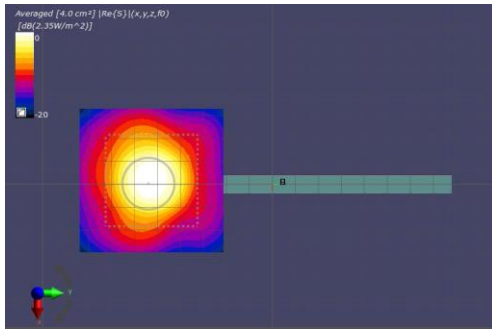 Averaged [4.0 cm²] |Re{S}|(x,y,z,f0)
[dB(2.35W/m^2)]
0
-20
B
y
x